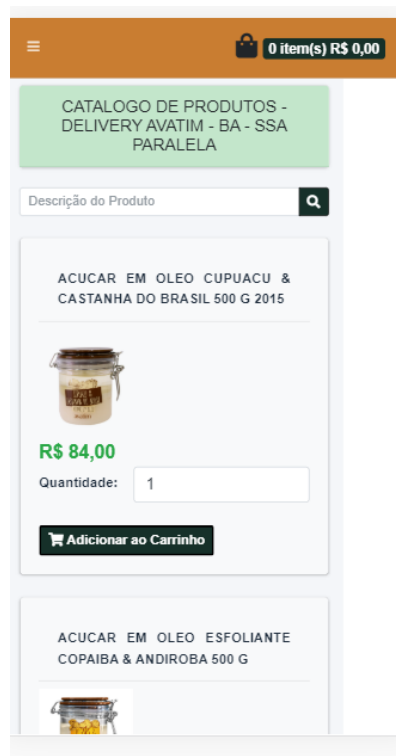 0 item(s) R$ 0,00
CATALOGO DE PRODUTOS -
DELIVERY AVATIM - BA - SSA
PARALELA
Descrição do Produto
ACUCAR EM OLEO CUPUACU &
CASTANHA DO BRASIL 500 G 2015
R$ 84,00
Quantidade:
1
Adicionar ao Carrinho
ACUCAR EM OLEO ESFOLIANTE
COPAIBA & ANDIROBA 500 G